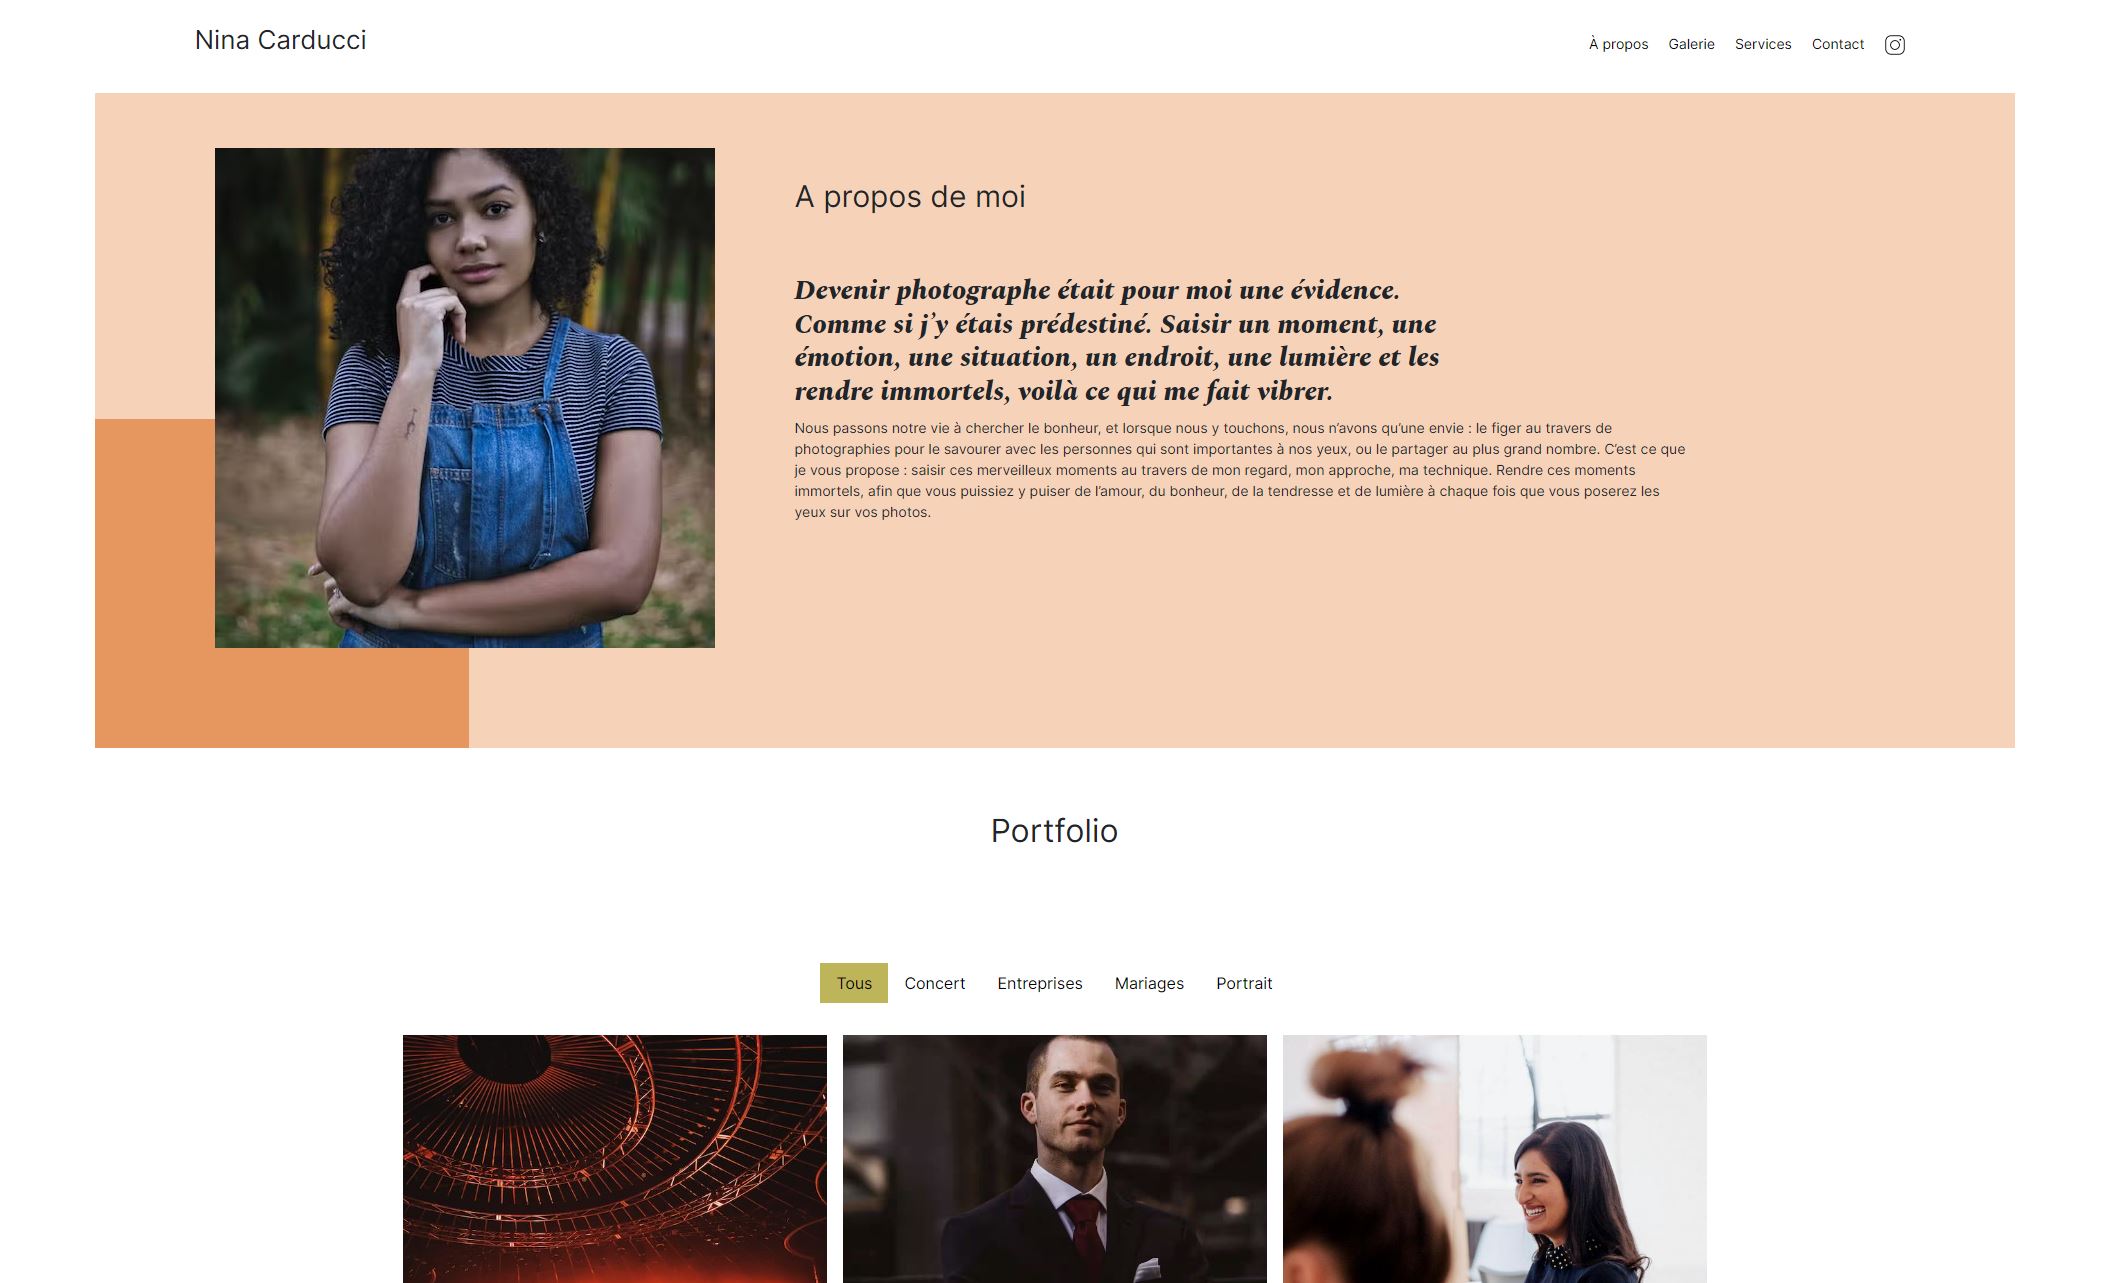 Nina Carducci
À propos Galerie Services Contact
A propos de moi
Devenir photographe était pour moi une évidence.
Comme si j’y étais prédestiné. Saisir un moment, une
émotion, une situation, un endroit, une lumière et les
rendre immortels, voilà ce qui me fait vibrer.
Nous passons notre vie à chercher le bonheur, et lorsque nous y touchons, nous n’avons qu’une envie : le figer au travers de
photographies pour le savourer avec les personnes qui sont importantes à nos yeux, ou le partager au plus grand nombre. C’est ce que
je vous propose : saisir ces merveilleux moments au travers de mon regard, mon approche, ma technique. Rendre ces moments
immortels, afin que vous puissiez y puiser de l’amour, du bonheur, de la tendresse et de lumière à chaque fois que vous poserez les
yeux sur vos photos.
Portfolio
Tous Concert Entreprises Mariages Portrait